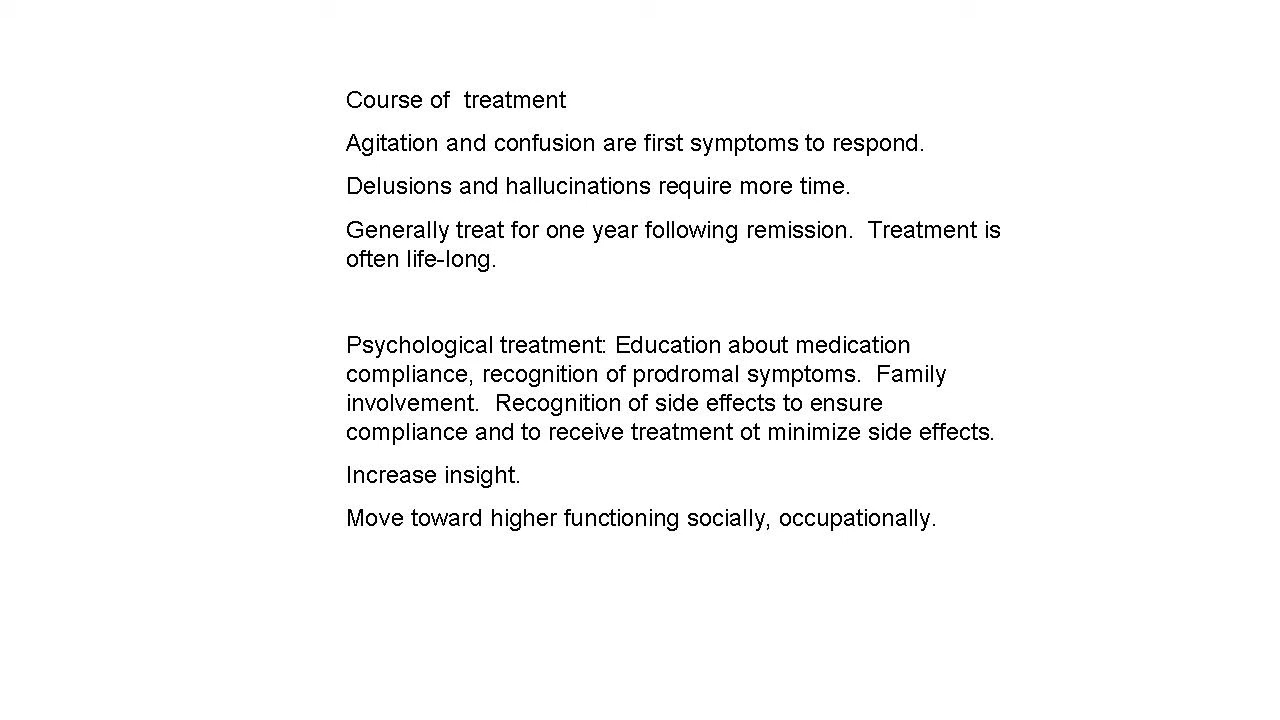 Course of  treatment
Agitation and confusion are first symptoms to respond.
Delusions and hallucinations require more time.
Generally treat for one year following remission.  Treatment is
often life-long.
Psychological treatment: Education about medication
compliance, recognition of prodromal symptoms.  Family
involvement.  Recognition of side effects to ensure
compliance and to receive treatment ot minimize side effects.
Increase insight.
Move toward higher functioning socially, occupationally.